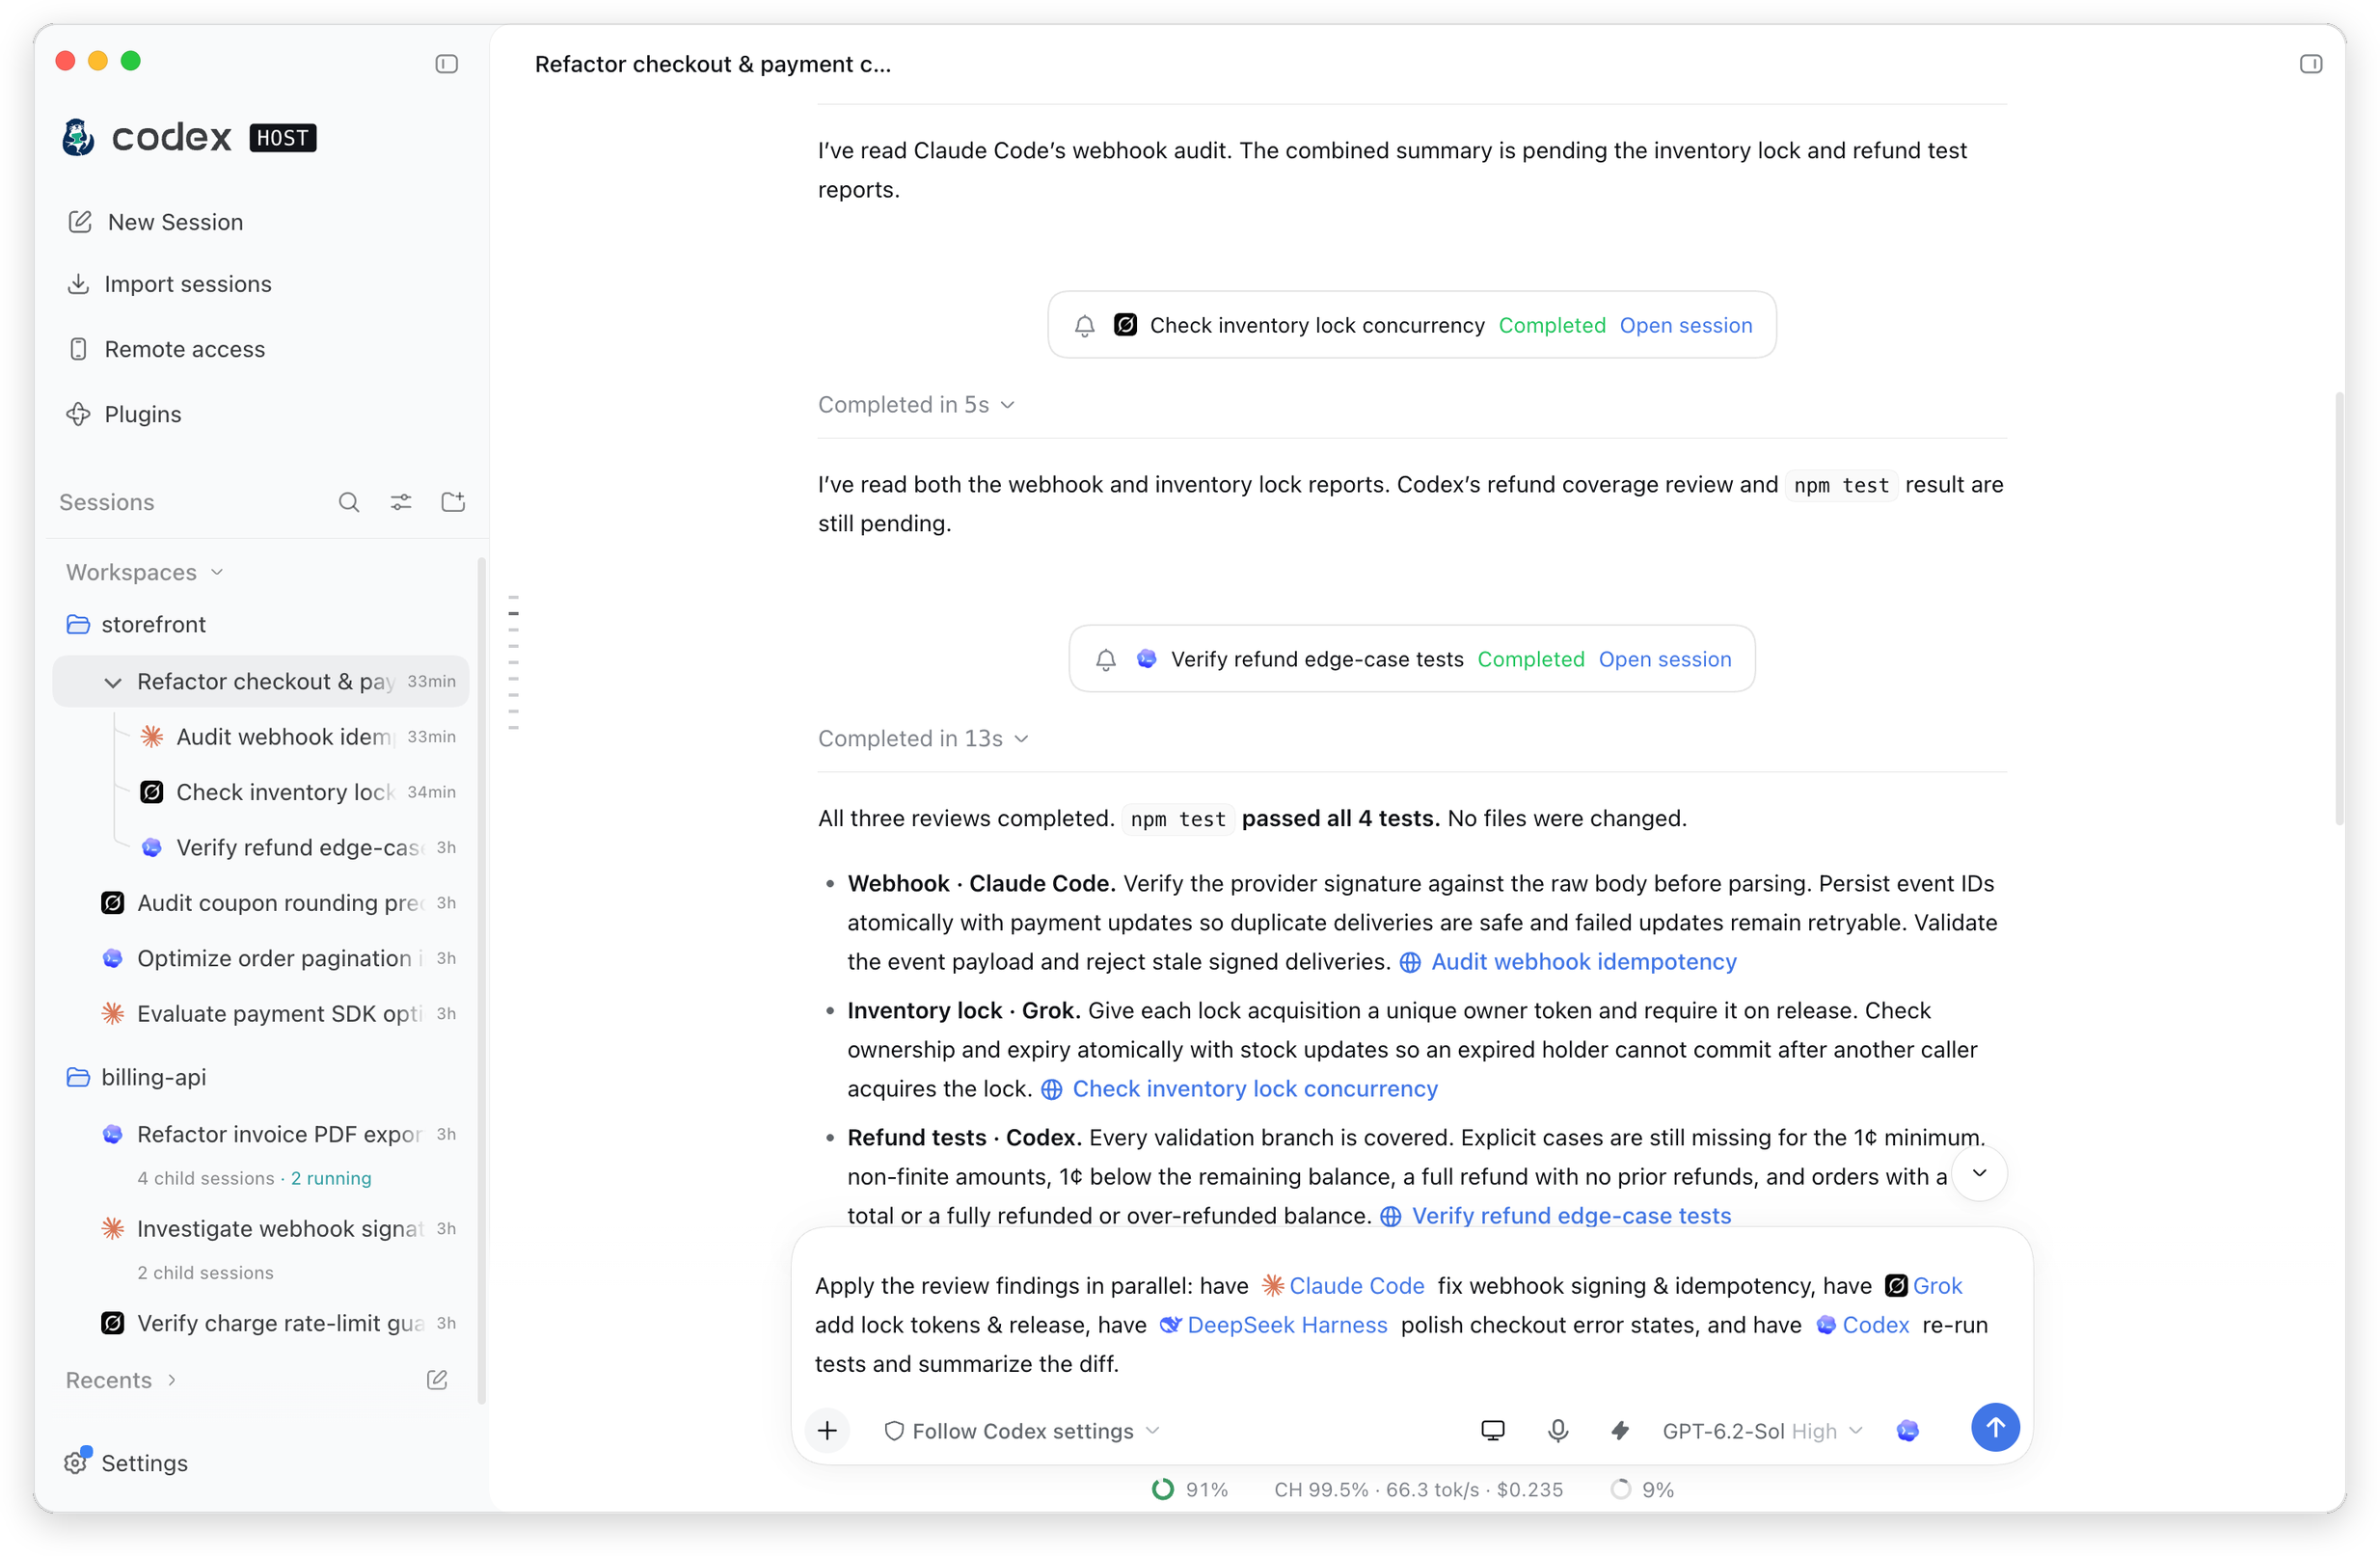 Refactor checkout & payment c...
codex HOST
New Session
Import sessions
Remote access
Plugins
Sessions
Workspaces
storefront
Refactor checkout & pay 33min
Audit webhook idem 33min
Check inventory lock 34min
Verify refund edge-case 3h
Audit coupon rounding pre 3h
Optimize order pagination i 3h
Evaluate payment SDK opti 3h
billing-api
Refactor invoice PDF expor 3h
4 child sessions · 2 running
Investigate webhook signat 3h
2 child sessions
Verify charge rate-limit gua 3h
Recents
Settings
I’ve read Claude Code’s webhook audit. The combined summary is pending the inventory lock and refund test
reports.
Check inventory lock concurrency Completed Open session
Completed in 5s
I’ve read both the webhook and inventory lock reports. Codex’s refund coverage review and npm test result are
still pending.
Verify refund edge-case tests Completed Open session
Completed in 13s
All three reviews completed. npm test passed all 4 tests. No files were changed.
• Webhook · Claude Code. Verify the provider signature against the raw body before parsing. Persist event IDs
atomically with payment updates so duplicate deliveries are safe and failed updates remain retryable. Validate
the event payload and reject stale signed deliveries. Audit webhook idempotency
• Inventory lock · Grok. Give each lock acquisition a unique owner token and require it on release. Check
ownership and expiry atomically with stock updates so an expired holder cannot commit after another caller
acquires the lock. Check inventory lock concurrency
• Refund tests · Codex. Every validation branch is covered. Explicit cases are still missing for the 1¢ minimum,
non-finite amounts, 1¢ below the remaining balance, a full refund with no prior refunds, and orders with a
total or a fully refunded or over-refunded balance. Verify refund edge-case tests
Apply the review findings in parallel: have Claude Code fix webhook signing & idempotency, have Grok
add lock tokens & release, have DeepSeek Harness polish checkout error states, and have Codex re-run
tests and summarize the diff.
Follow Codex settings
GPT-6.2-Sol High
91% CH 99.5% · 66.3 tok/s · $0.235 9%